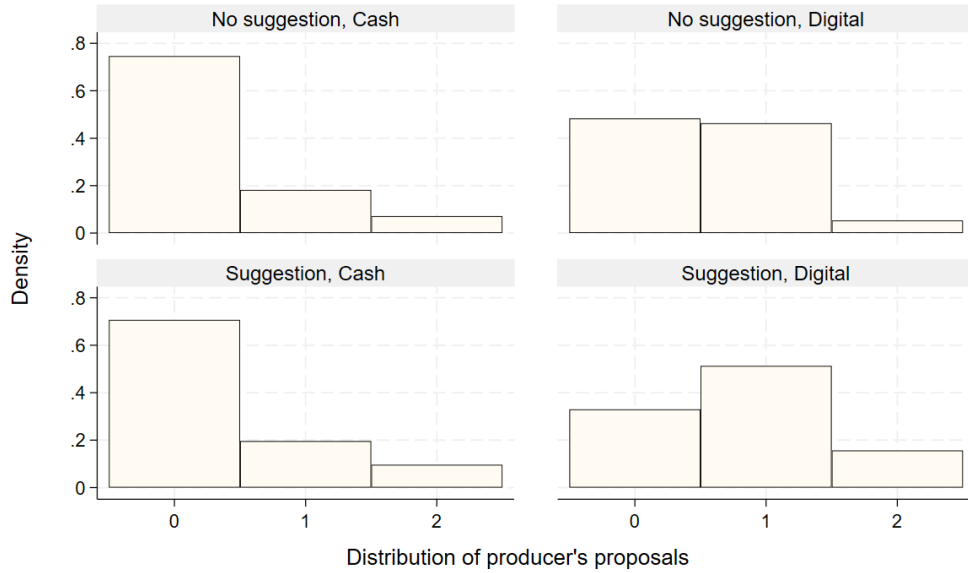 No suggestion, Cash
No suggestion, Digital
.8
.6
.4
.2
0
Suggestion, Cash
Suggestion, Digital
.8
.6
.4
.2
0
0 1 2
0 1 2
Density
Distribution of producer's proposals